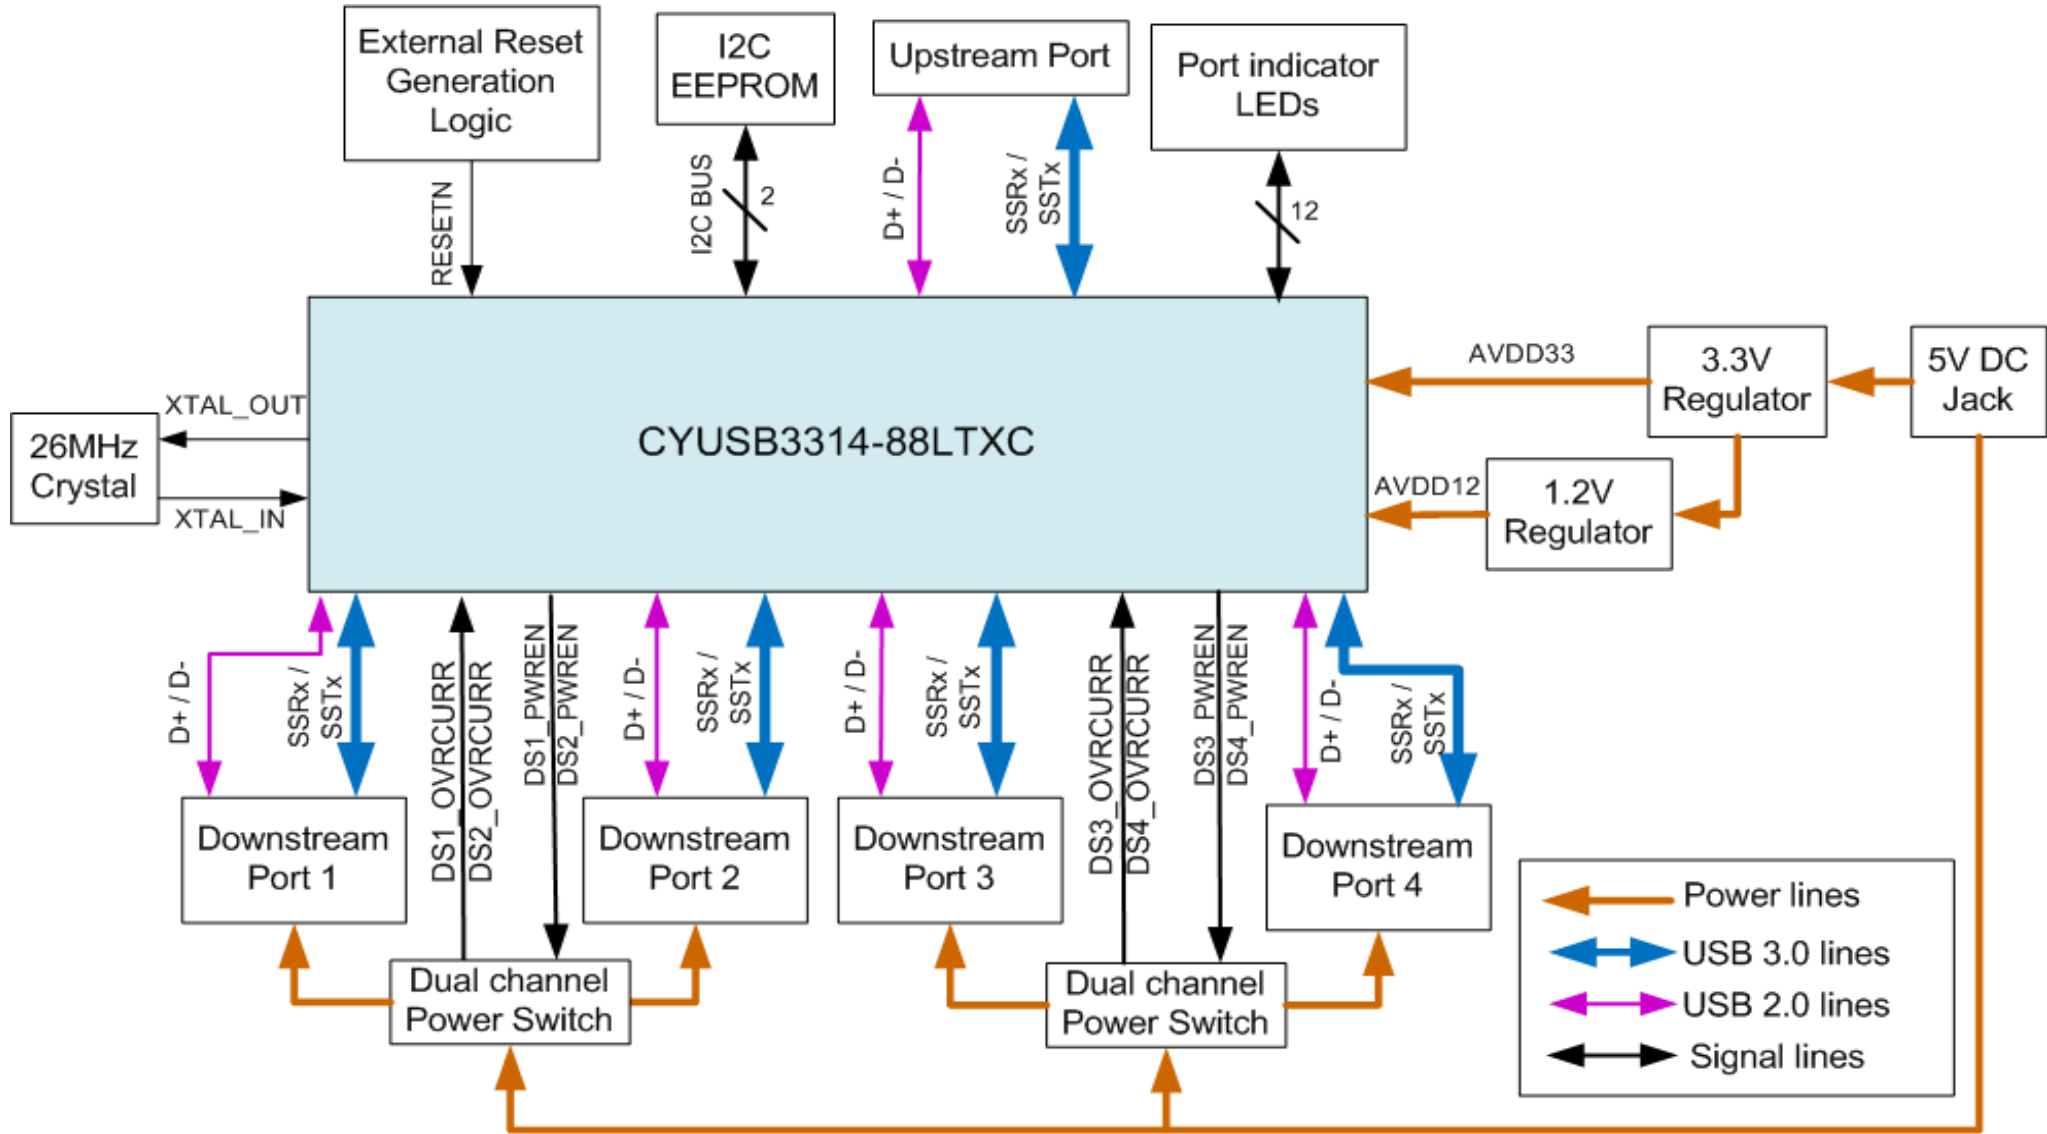 External Reset
Generation
Logic
I2C
EEPROM
Upstream Port
Port indicator
LEDs
RESETN
I2C BUS
2
D+ / D-
SSRx /
SSTx
12
CYUSB3314-88LTXC
XTAL_OUT
26MHz
Crystal
XTAL_IN
AVDD33
3.3V
Regulator
5V DC
Jack
AVDD12
1.2V
Regulator
D+ / D-
SSRx /
SSTx
DS1_OVRCURR
DS2_OVRCURR
DS1_PWREN
DS2_PWREN
D+ / D-
SSRx /
SSTx
D+ / D-
SSRx /
SSTx
DS3_OVRCURR
DS4_OVRCURR
DS3_PWREN
DS4_PWREN
D+ / D-
SSRx /
SSTx
Downstream
Port 1
Downstream
Port 2
Downstream
Port 3
Downstream
Port 4
Dual channel
Power Switch
Dual channel
Power Switch
Power lines
USB 3.0 lines
USB 2.0 lines
Signal lines